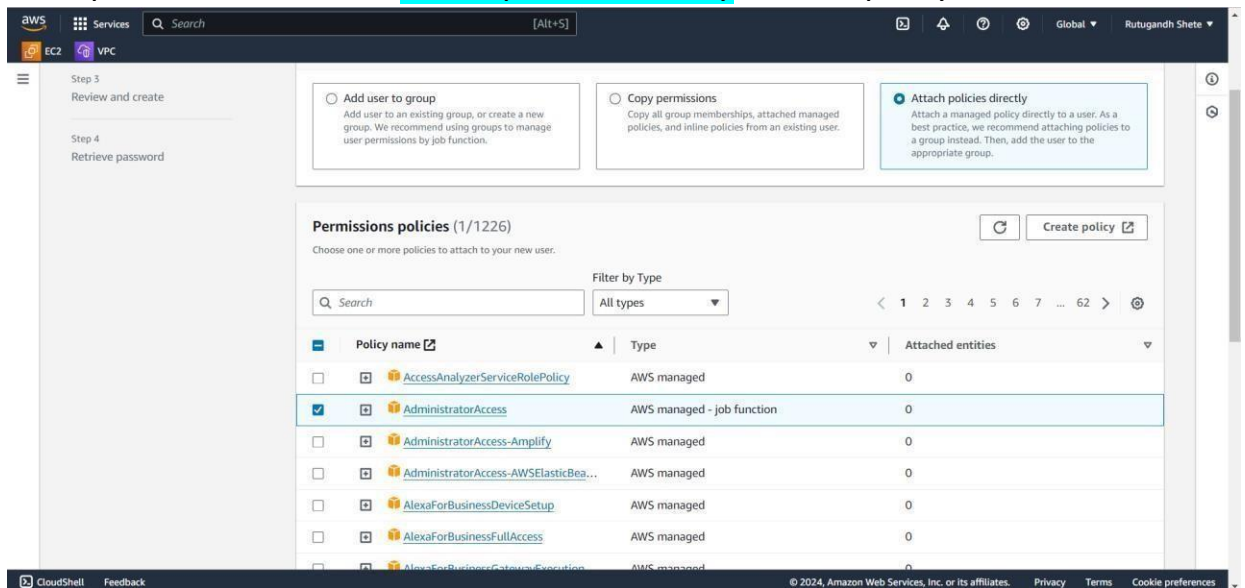 aws
Services
Search
[Alt+S]
Global
Rutugandh Shete
EC2
VPC
Step 3
Review and create
Step 4
Retrieve password
Add user to group
Add user to an existing group, or create a new
group. We recommend using groups to manage
user permissions by job function.
Copy permissions
Copy all group memberships, attached managed
policies, and inline policies from an existing user.
Attach policies directly
Attach a managed policy directly to a user. As a
best practice, we recommend attaching policies to
a group instead. Then, add the user to the
appropriate group.
Permissions policies (1/1226)
Create policy
Choose one or more policies to attach to your new user.
Filter by Type
Search
All types
1 2 3 4 5 6 7 ... 62
Policy name
Type
Attached entities
AccessAnalyzerServiceRolePolicy AWS managed 0
AdministratorAccess AWS managed - job function 0
AdministratorAccess-Amplify AWS managed 0
AdministratorAccess-AWSElasticBea... AWS managed 0
AlexaForBusinessDeviceSetup AWS managed 0
AlexaForBusinessFullAccess AWS managed 0
AlexaForBusinessGatewayExecution AWS managed 0
CloudShell Feedback © 2024, Amazon Web Services, Inc. or its affiliates. Privacy Terms Cookie preferences